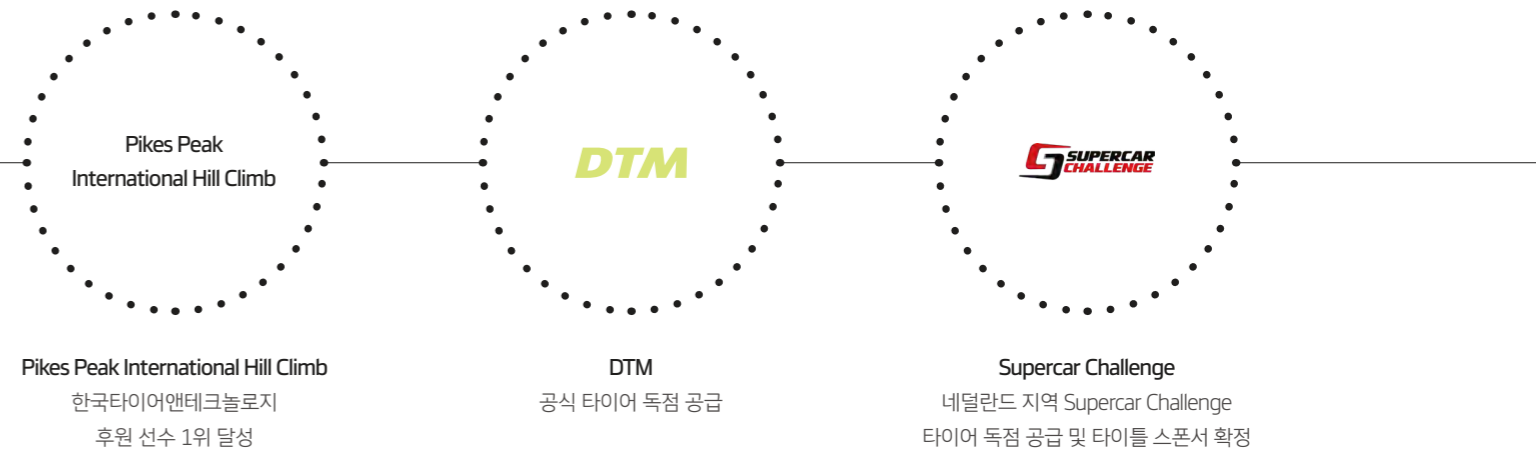 Pikes Peak
International Hill Climb
DTM
SUPERCAR
CHALLENGE
Pikes Peak International Hill Climb
한국타이어앤테크놀로지
후원 선수 1위 달성
DTM
공식 타이어 독점 공급
Supercar Challenge
네덜란드 지역 Supercar Challenge
타이어 독점 공급 및 타이틀 스폰서 확정